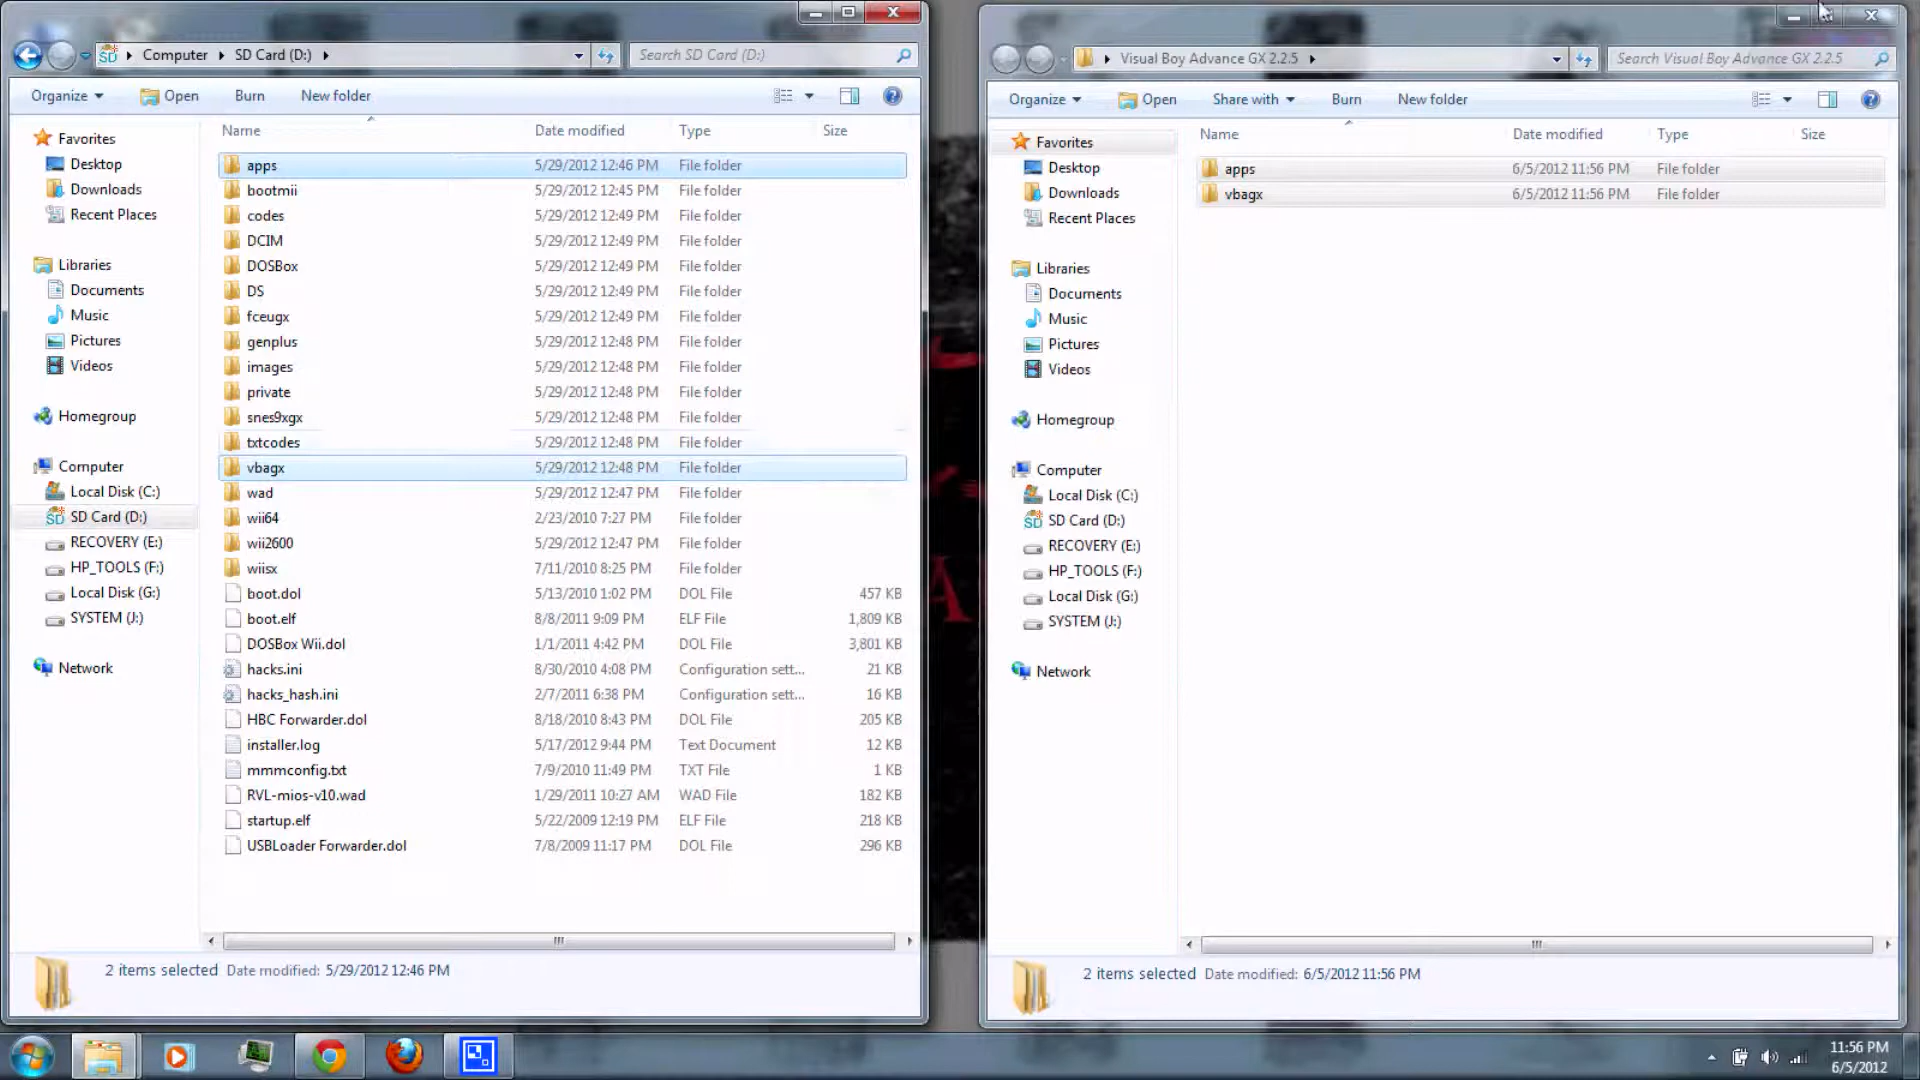 Computer SD Card (D:)
Search SD Card (D:)
Organize Open Burn New folder
Name Date modified Type Size
Favorites
Desktop
Downloads
Recent Places
Libraries
Documents
Music
Pictures
Videos
Homegroup
Computer
Local Disk (C:)
SD Card (D:)
RECOVERY (E:)
HP_TOOLS (F:)
Local Disk (G:)
SYSTEM (J:)
Network
apps 5/29/2012 12:46 PM File folder
bootmii 5/29/2012 12:45 PM File folder
codes 5/29/2012 12:49 PM File folder
DCIM 5/29/2012 12:49 PM File folder
DOSBox 5/29/2012 12:49 PM File folder
DS 5/29/2012 12:49 PM File folder
fceugx 5/29/2012 12:49 PM File folder
genplus 5/29/2012 12:48 PM File folder
images 5/29/2012 12:48 PM File folder
private 5/29/2012 12:48 PM File folder
snes9xgx 5/29/2012 12:48 PM File folder
txtcodes 5/29/2012 12:48 PM File folder
vbagx 5/29/2012 12:48 PM File folder
wad 5/29/2012 12:47 PM File folder
wii64 2/23/2010 7:27 PM File folder
wii2600 5/29/2012 12:47 PM File folder
wiisx 7/11/2010 8:25 PM File folder
boot.dol 5/13/2010 1:02 PM DOL File 457 KB
boot.elf 8/8/2011 9:09 PM ELF File 1,809 KB
DOSBox Wii.dol 1/1/2011 4:42 PM DOL File 3,801 KB
hacks.ini 8/30/2010 4:08 PM Configuration sett... 21 KB
hacks_hash.ini 2/7/2011 6:38 PM Configuration sett... 16 KB
HBC Forwarder.dol 8/18/2010 8:43 PM DOL File 205 KB
installer.log 5/17/2012 9:44 PM Text Document 12 KB
mmmconfig.txt 7/9/2010 11:49 PM TXT File 1 KB
RVL-mios-v10.wad 1/29/2011 10:27 AM WAD File 182 KB
startup.elf 5/22/2009 12:19 PM ELF File 218 KB
USBLoader Forwarder.dol 7/8/2009 11:17 PM DOL File 296 KB
2 items selected Date modified: 5/29/2012 12:46 PM
Visual Boy Advance GX 2.2.5
Search Visual Boy Advance GX 2.2.5
Organize Open Share with Burn New folder
Name Date modified Type Size
Favorites
Desktop
Downloads
Recent Places
Libraries
Documents
Music
Pictures
Videos
Homegroup
Computer
Local Disk (C:)
SD Card (D:)
RECOVERY (E:)
HP_TOOLS (F:)
Local Disk (G:)
SYSTEM (J:)
Network
apps 6/5/2012 11:56 PM File folder
vbagx 6/5/2012 11:56 PM File folder
2 items selected Date modified: 6/5/2012 11:56 PM
11:56 PM
6/5/2012